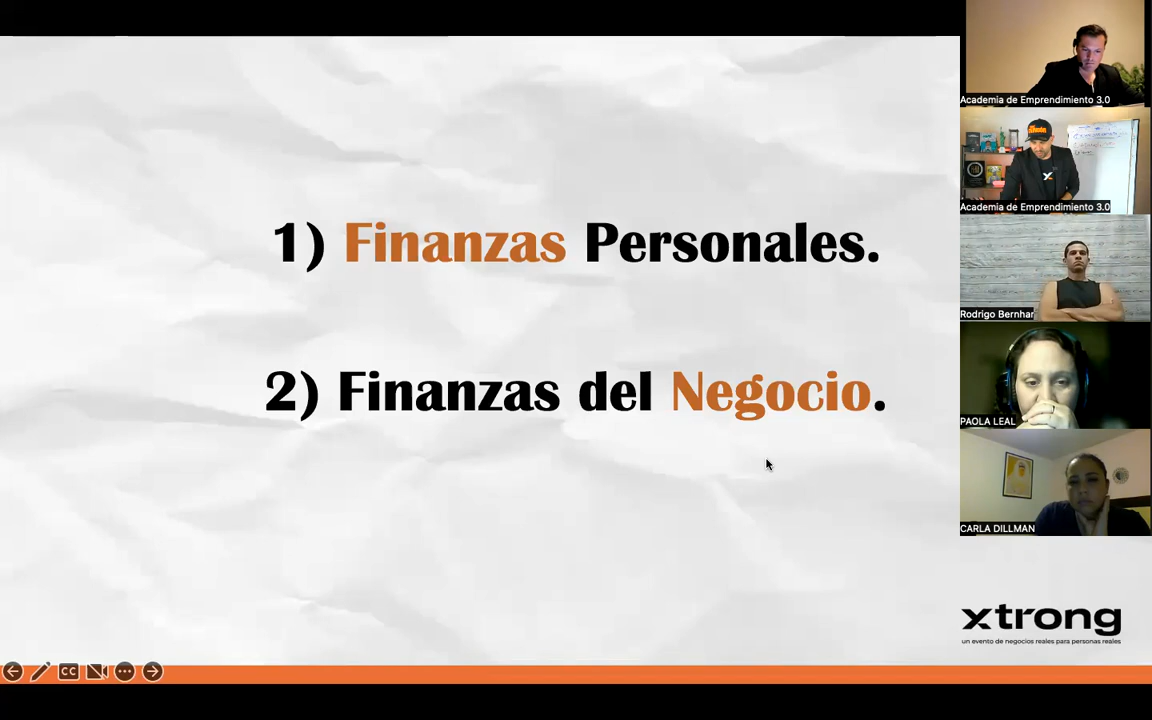 1) Finanzas Personales.
2) Finanzas del Negocio.
Academia de Emprendimiento 3.0
Academia de Emprendimiento 3.0
Rodrigo Bernhar
PAOLA LEAL
CARLA DILLMAN
xtrong
un evento de negocios reales para personas reales
CC